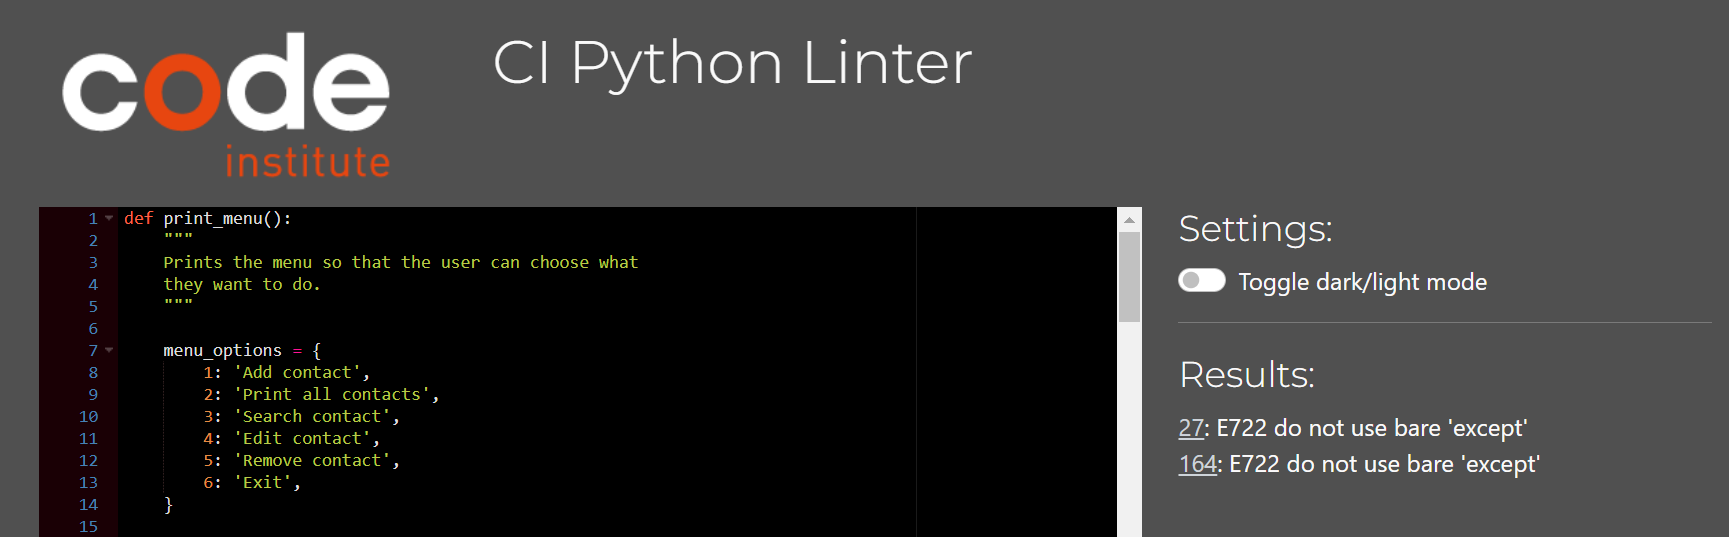 code
institute
CI Python Linter
1 def print_menu():
2 """
3 Prints the menu so that the user can choose what
4 they want to do.
5 """
6
7 menu_options = {
8 1: 'Add contact',
9 2: 'Print all contacts',
10 3: 'Search contact',
11 4: 'Edit contact',
12 5: 'Remove contact',
13 6: 'Exit',
14 }
15
Settings:
Toggle dark/light mode
Results:
27: E722 do not use bare 'except'
164: E722 do not use bare 'except'